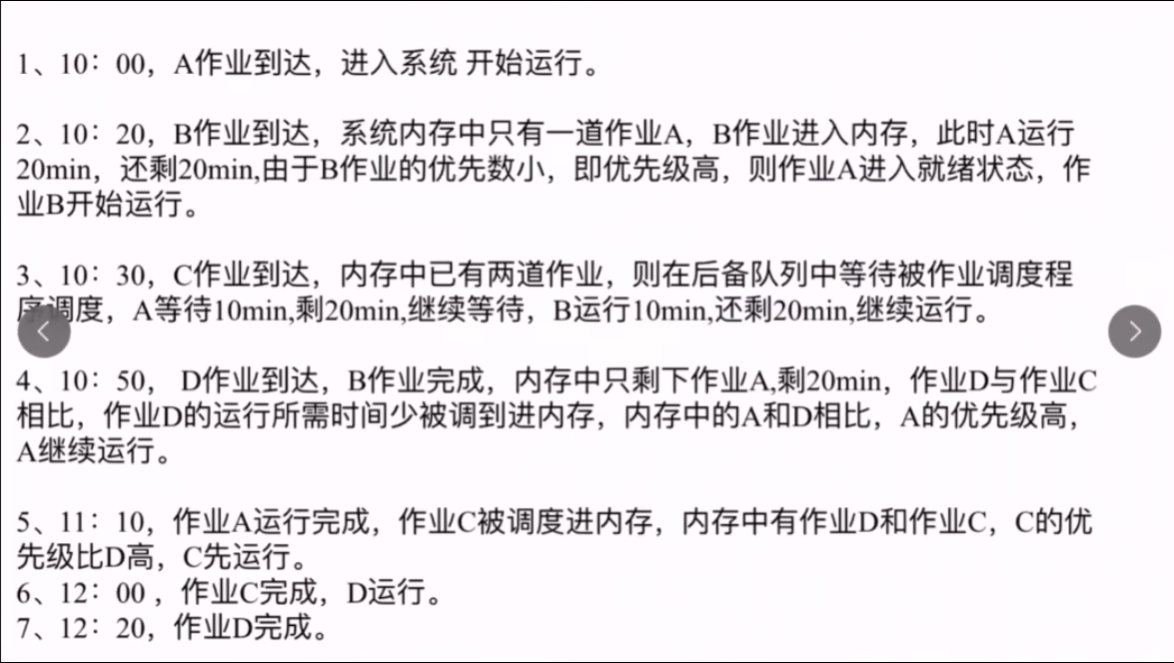 1、10：00，A作业到达，进入系统 开始运行。
2、10：20，B作业到达，系统内存中只有一道作业A，B作业进入内存，此时A运行
20min，还剩20min,由于B作业的优先数小，即优先级高，则作业A进入就绪状态，作
业B开始运行。
3、10：30，C作业到达，内存中已有两道作业，则在后备队列中等待被作业调度程
序调度，A等待10min,剩20min,继续等待，B运行10min,还剩20min,继续运行。
4、10：50， D作业到达，B作业完成，内存中只剩下作业A,剩20min，作业D与作业C
相比，作业D的运行所需时间少被调到进内存，内存中的A和D相比，A的优先级高，
A继续运行。
5、11：10，作业A运行完成，作业C被调度进内存，内存中有作业D和作业C，C的优
先级比D高，C先运行。
6、12：00 ，作业C完成，D运行。
7、12：20，作业D完成。